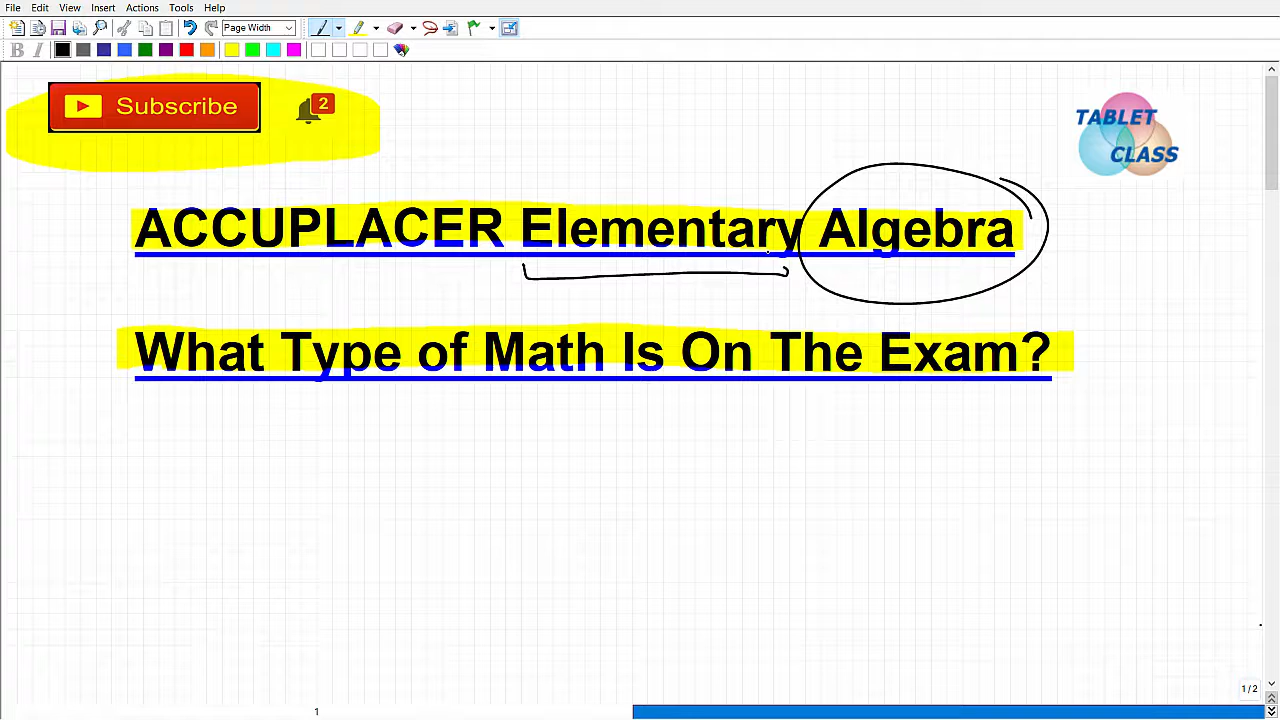 File Edit View Insert Actions Tools Help
Page Width
B I
Subscribe 2
TABLET
CLASS
ACCUPLACER Elementary Algebra
What Type of Math Is On The Exam?
1/2
1